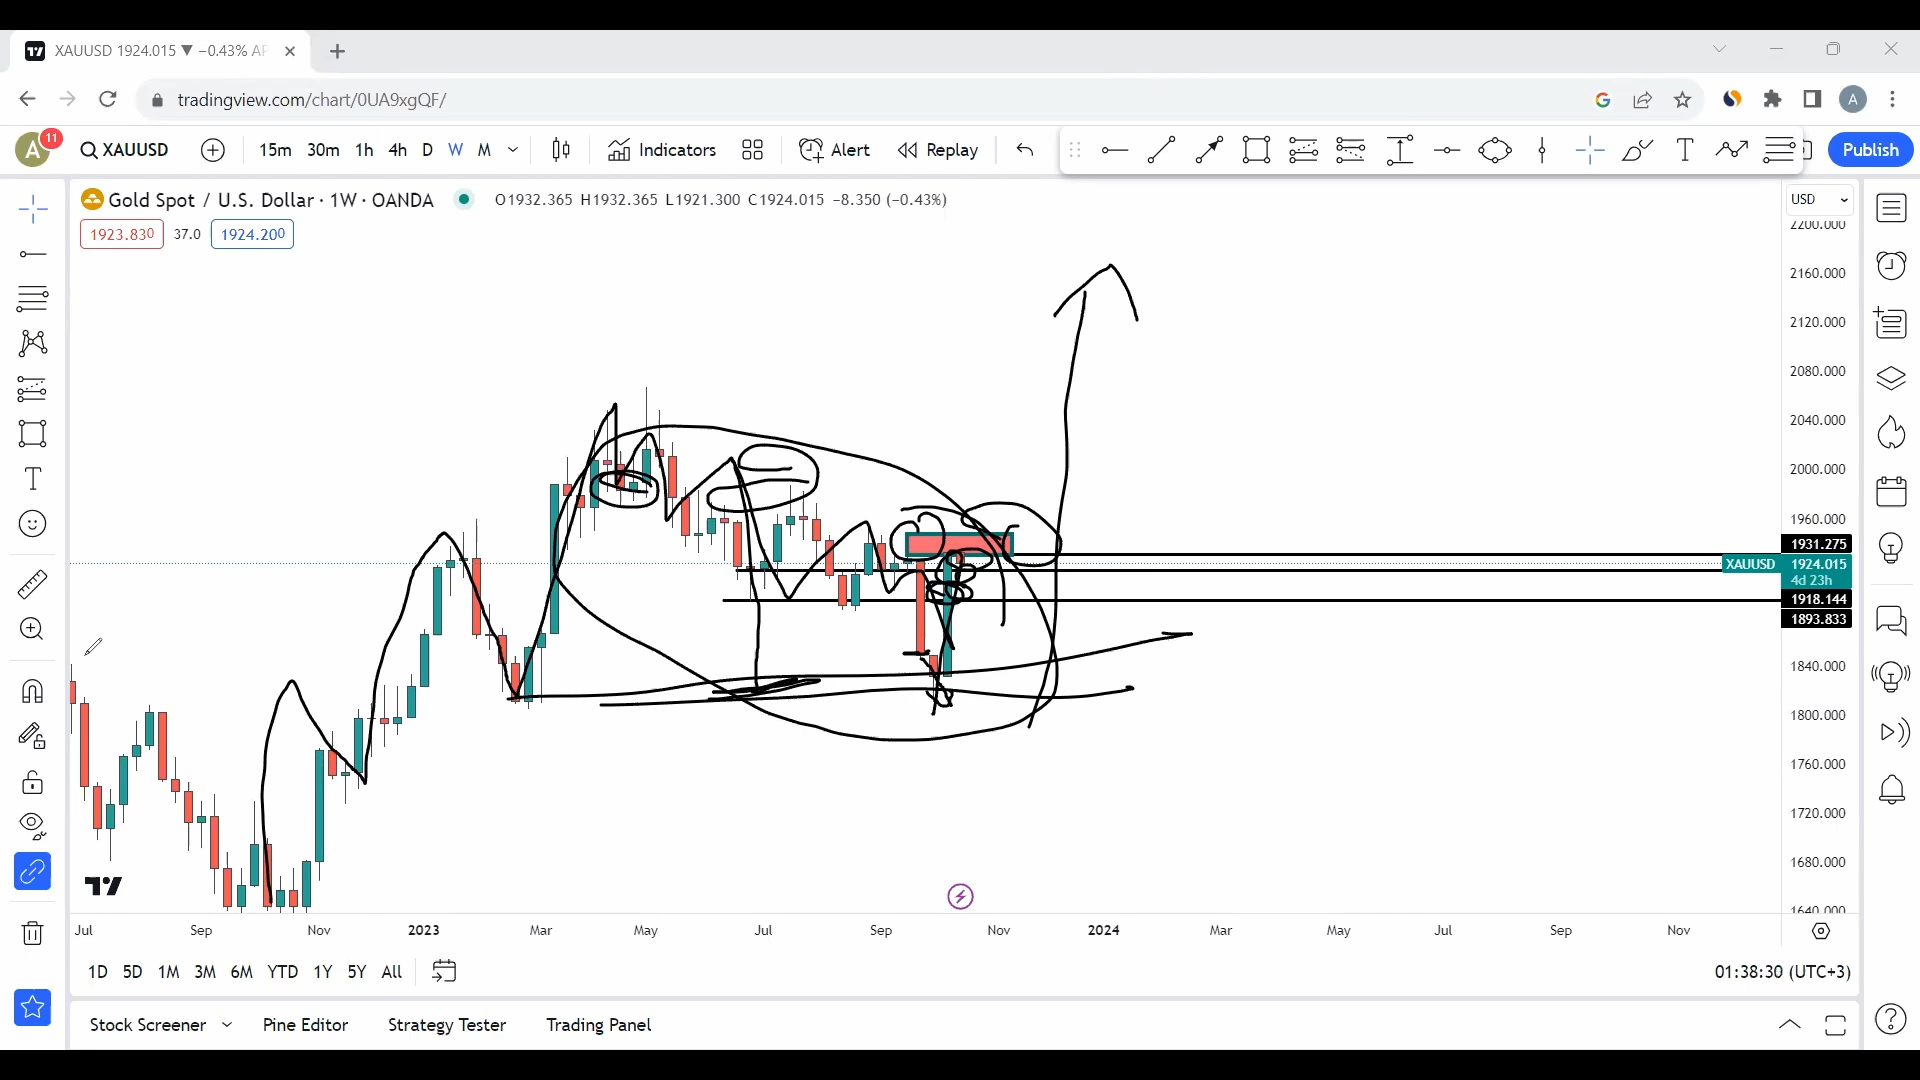 XAUUSD 1924.015 ▼ −0.43%
tradingview.com/chart/0UA9xgQF/
A
A
11
XAUUSD
15m 30m 1h 4h D W M
Indicators
Alert
Replay
T
Publish
Gold Spot / U.S. Dollar · 1W · OANDA
O1932.365 H1932.365 L1921.300 C1924.015 −8.350 (−0.43%)
USD
1923.830 37.0 1924.200
2200.000
2160.000
2120.000
2080.000
2040.000
2000.000
1960.000
1931.275
XAUUSD 1924.015
4d 23h
1918.144
1893.833
1840.000
1800.000
1760.000
1720.000
1680.000
1640.000
Jul Sep Nov 2023 Mar May Jul Sep Nov 2024 Mar May Jul Sep Nov
1D 5D 1M 3M 6M YTD 1Y 5Y All
01:38:30 (UTC+3)
Stock Screener Pine Editor Strategy Tester Trading Panel